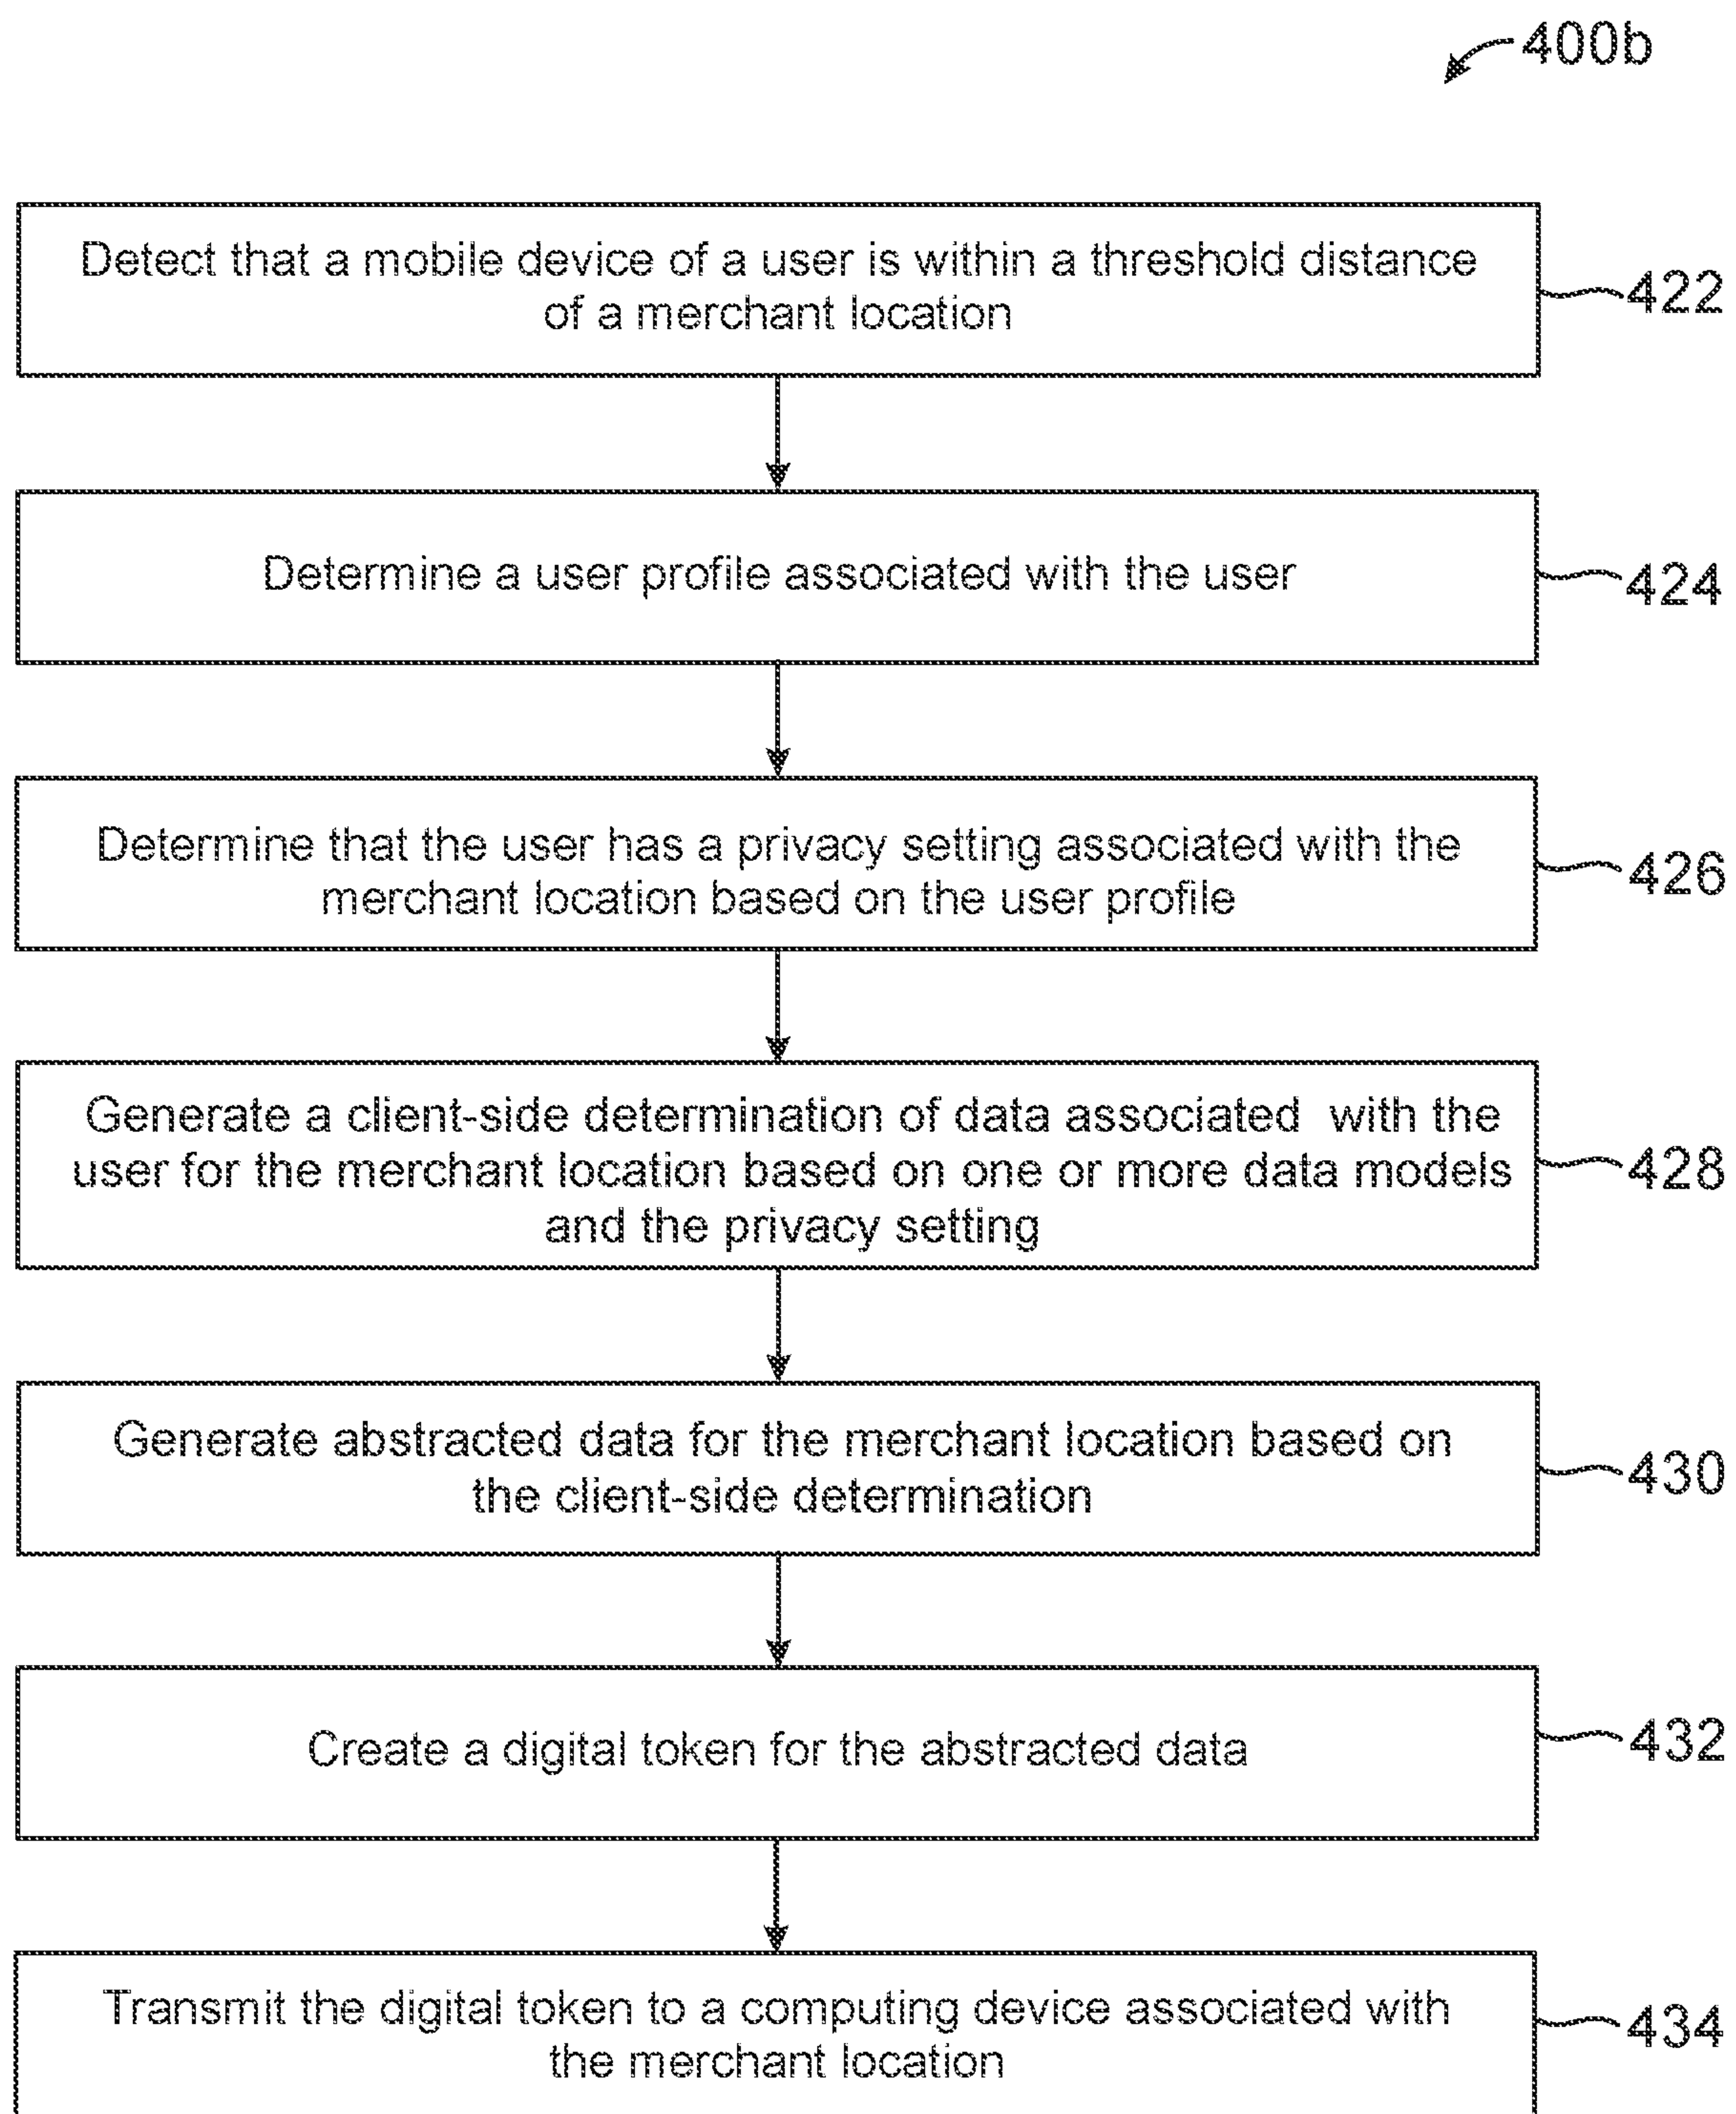 400b
Detect that a mobile device of a user is within a threshold distance
of a merchant location
422
Determine a user profile associated with the user
424
Determine that the user has a privacy setting associated with the
merchant location based on the user profile
426
Generate a client-side determination of data associated with the
user for the merchant location based on one or more data models
and the privacy setting
428
Generate abstracted data for the merchant location based on
the client-side determination
430
Create a digital token for the abstracted data
432
Transmit the digital token to a computing device associated with
the merchant location
434